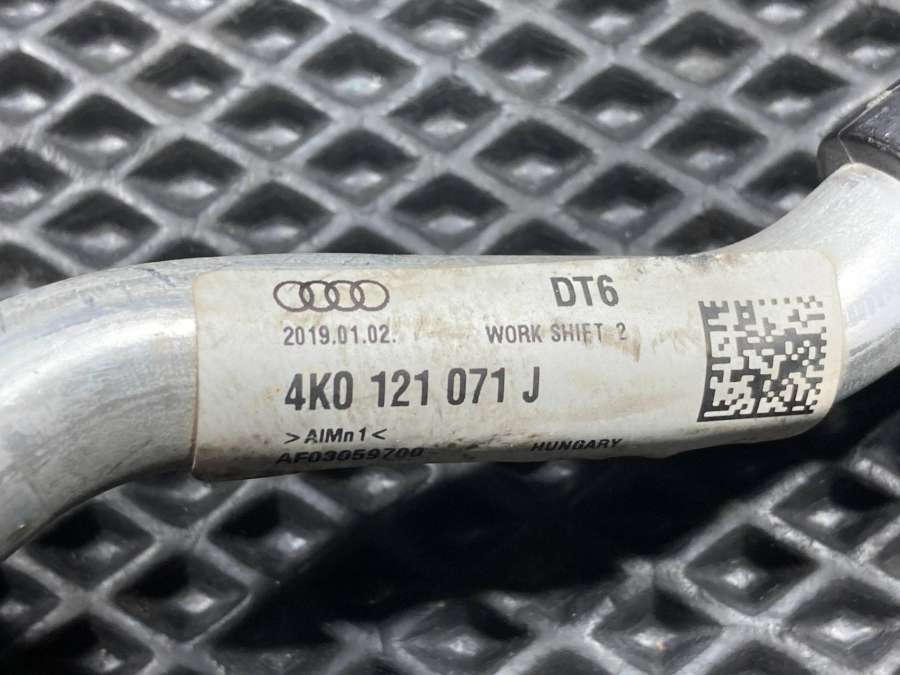 DT6
2019.01.02.
WORK SHIFT 2
4K0 121 071 J
>AlMn1<
AF03059700
HUNGARY